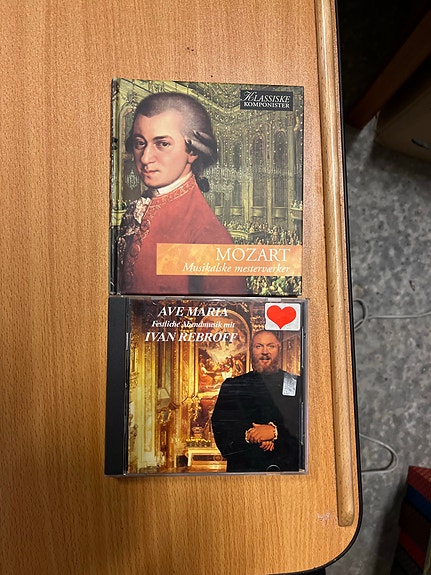 KLASSISKE
KOMPONISTER
MOZART
Musikalske mesterværker
AVE MARIA
Festliche Abendmusik mit
IVAN REBROFF